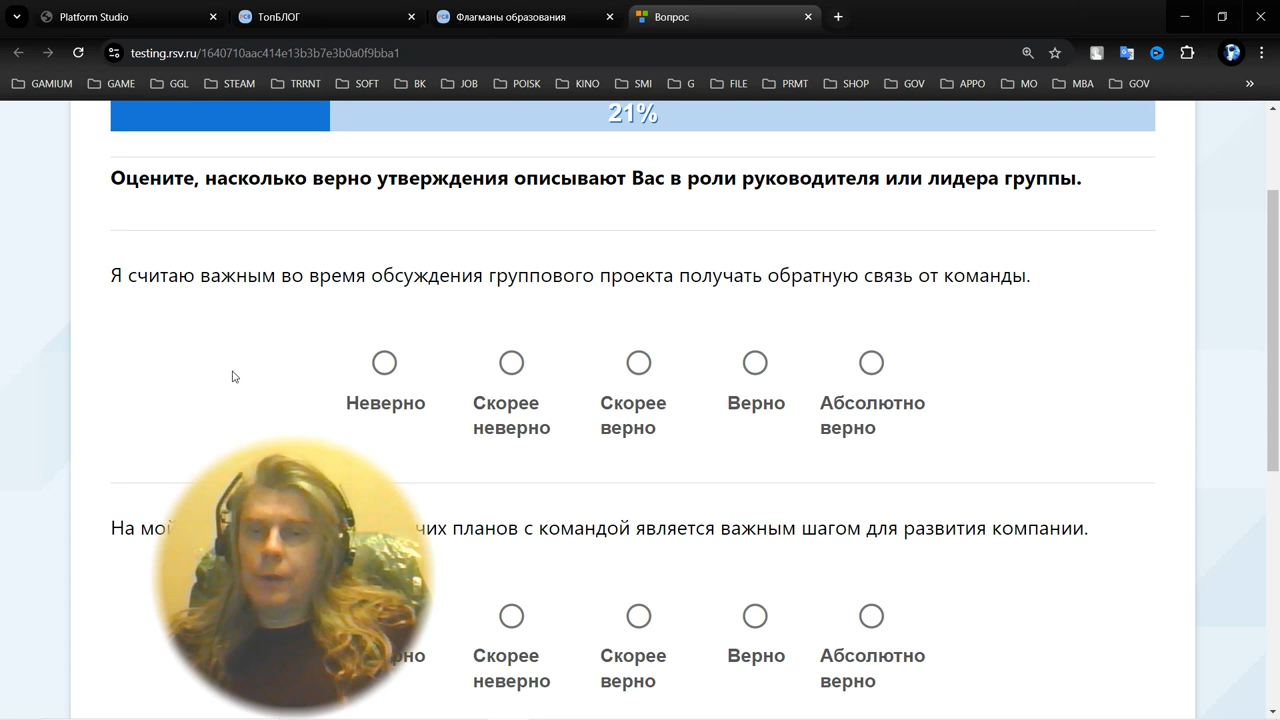 Platform Studio
ТопБЛОГ
Флагманы образования
Вопрос
testing.rsv.ru/1640710aac414e13b3b7e3b0a0f9bba1
GAMIUM GAME GGL STEAM TRRNT SOFT BK JOB POISK KINO SMI G FILE PRMT SHOP GOV APPO MO MBA GOV
21%
Оцените, насколько верно утверждения описывают Вас в роли руководителя или лидера группы.
Я считаю важным во время обсуждения группового проекта получать обратную связь от команды.
Неверно
Скорее
неверно
Скорее
верно
Верно
Абсолютно
верно
На планов с командой является важным шагом для развития компании.
Скорее
неверно
Скорее
верно
Верно
Абсолютно
верно